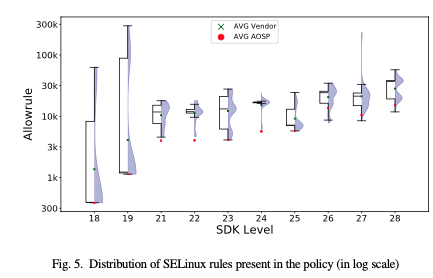 AVG Vendor
AVG AOSP
300k
100k
30k
10k
3k
1k
300
Allowrule
18 19 21 22 23 24 25 26 27 28
SDK Level
Fig. 5. Distribution of SELinux rules present in the policy (in log scale)